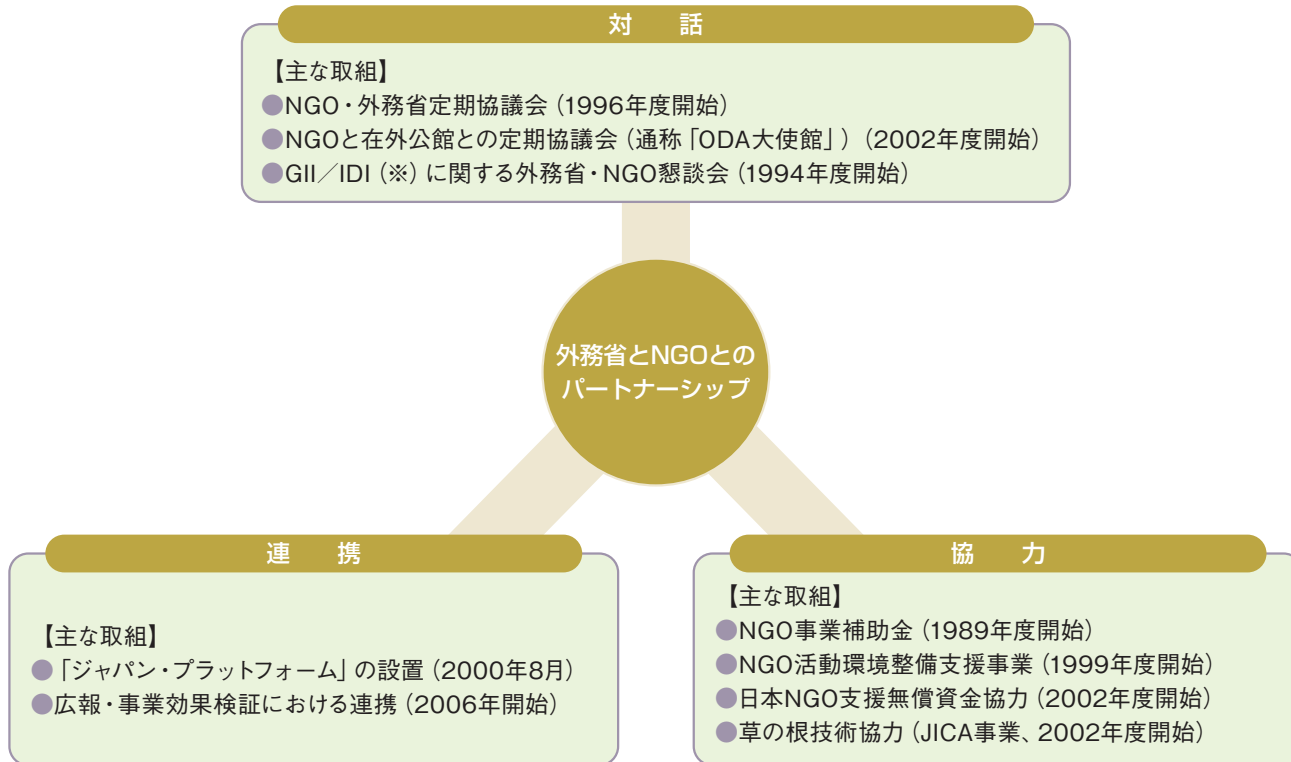 対話
【主な取組】
●NGO・外務省定期協議会（1996年度開始）
●NGOと在外公館との定期協議会（通称「ODA大使館」）（2002年度開始）
●GII／IDI（※）に関する外務省・NGO懇談会（1994年度開始）
外務省とNGOとの
パートナーシップ
連携
【主な取組】
●「ジャパン・プラットフォーム」の設置（2000年8月）
●広報・事業効果検証における連携（2006年開始）
協力
【主な取組】
●NGO事業補助金（1989年度開始）
●NGO活動環境整備支援事業（1999年度開始）
●日本NGO支援無償資金協力（2002年度開始）
●草の根技術協力（JICA事業、2002年度開始）